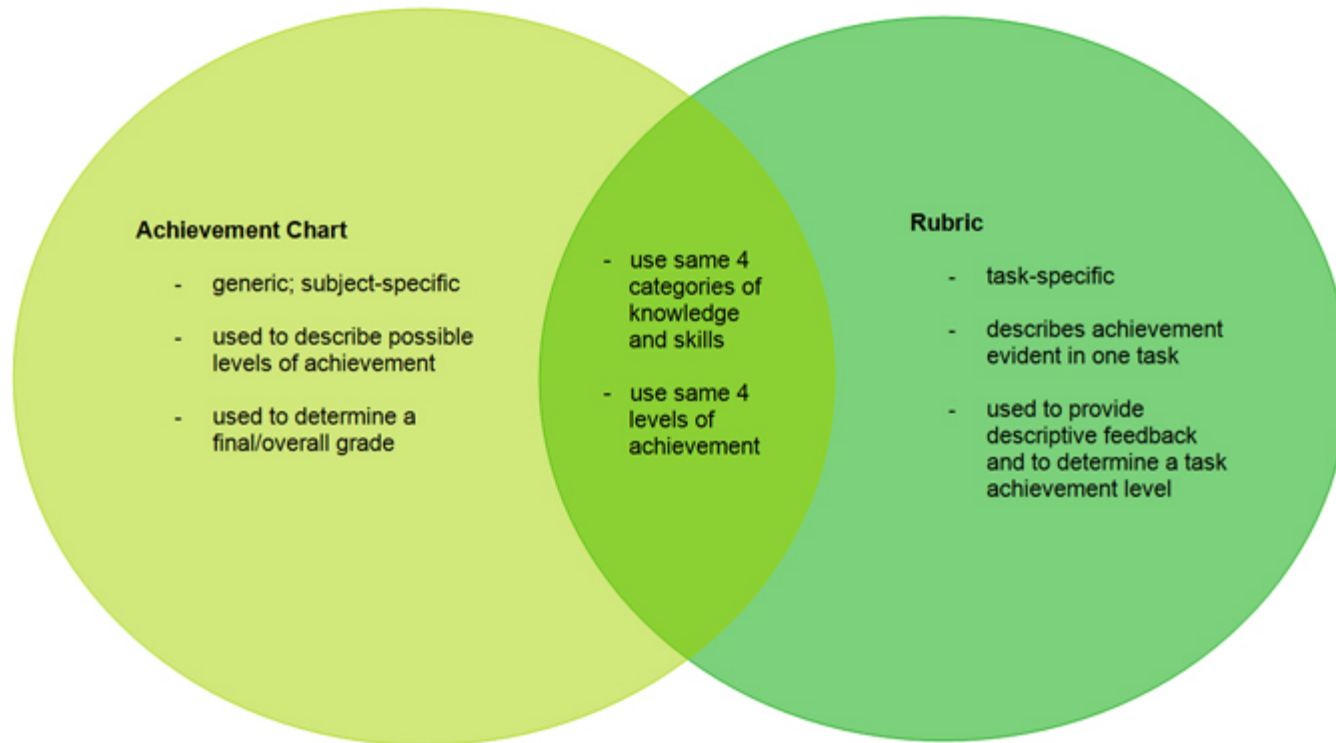 Achievement Chart
- generic; subject-specific
- used to describe possible
levels of achievement
- used to determine a
final/overall grade
- use same 4
categories of
knowledge
and skills
- use same 4
levels of
achievement
Rubric
- task-specific
- describes achievement
evident in one task
- used to provide
descriptive feedback
and to determine a task
achievement level